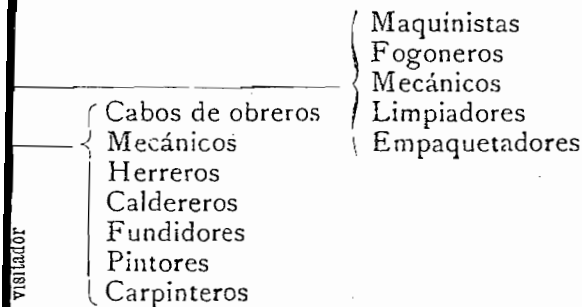 Maquinistas
Fogoneros
Mecánicos
Limpiadores
Empaquetadores
Cabos de obreros
Mecánicos
Herreros
Caldereros
Fundidores
Pintores
Carpinteros
visitador